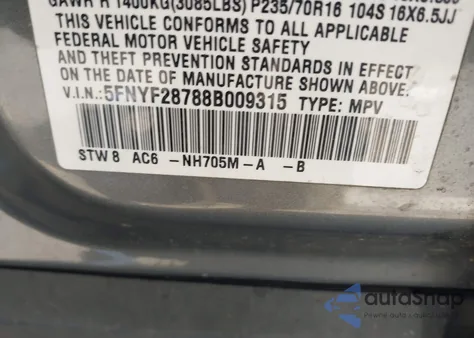 GAWR R 1400KG(3085LBS) P235/70R16 104S 16X6.5JJ
THIS VEHICLE CONFORMS TO ALL APPLICABLE
FEDERAL MOTOR VEHICLE SAFETY
AND THEFT PREVENTION STANDARDS IN EFFECT
ON THE DATE OF MANUFACTURE SHOWN ABOVE.
V.I.N.:5FNYF28788B009315 TYPE: MPV
STW 8 AC6 -NH705M-A -B
autoSnap